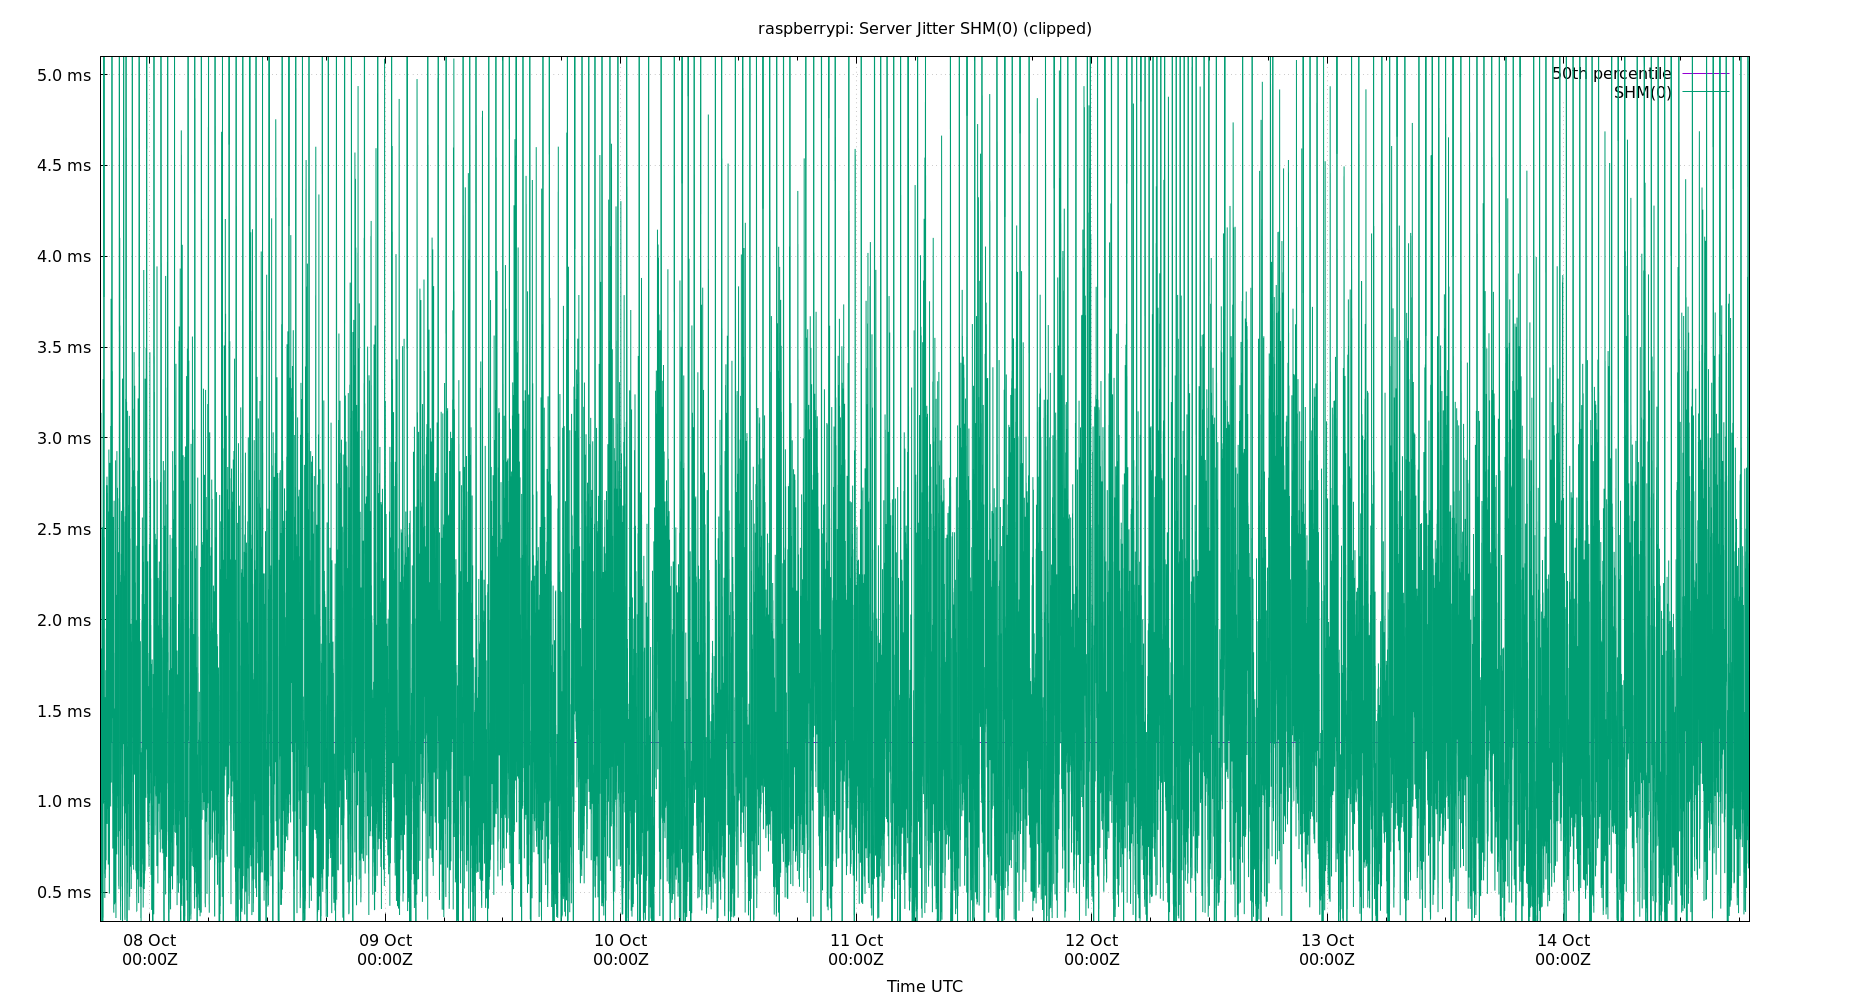 raspberrypi: Server Jitter SHM(0) (clipped)
5.0 ms
50th percentile
SHM(0)
4.5 ms
4.0 ms
3.5 ms
3.0 ms
2.5 ms
2.0 ms
1.5 ms
1.0 ms
0.5 ms
08 Oct 09 Oct 10 Oct 11 Oct 12 Oct 13 Oct 14 Oct
00:00Z 00:00Z 00:00Z 00:00Z 00:00Z 00:00Z 00:00Z
Time UTC